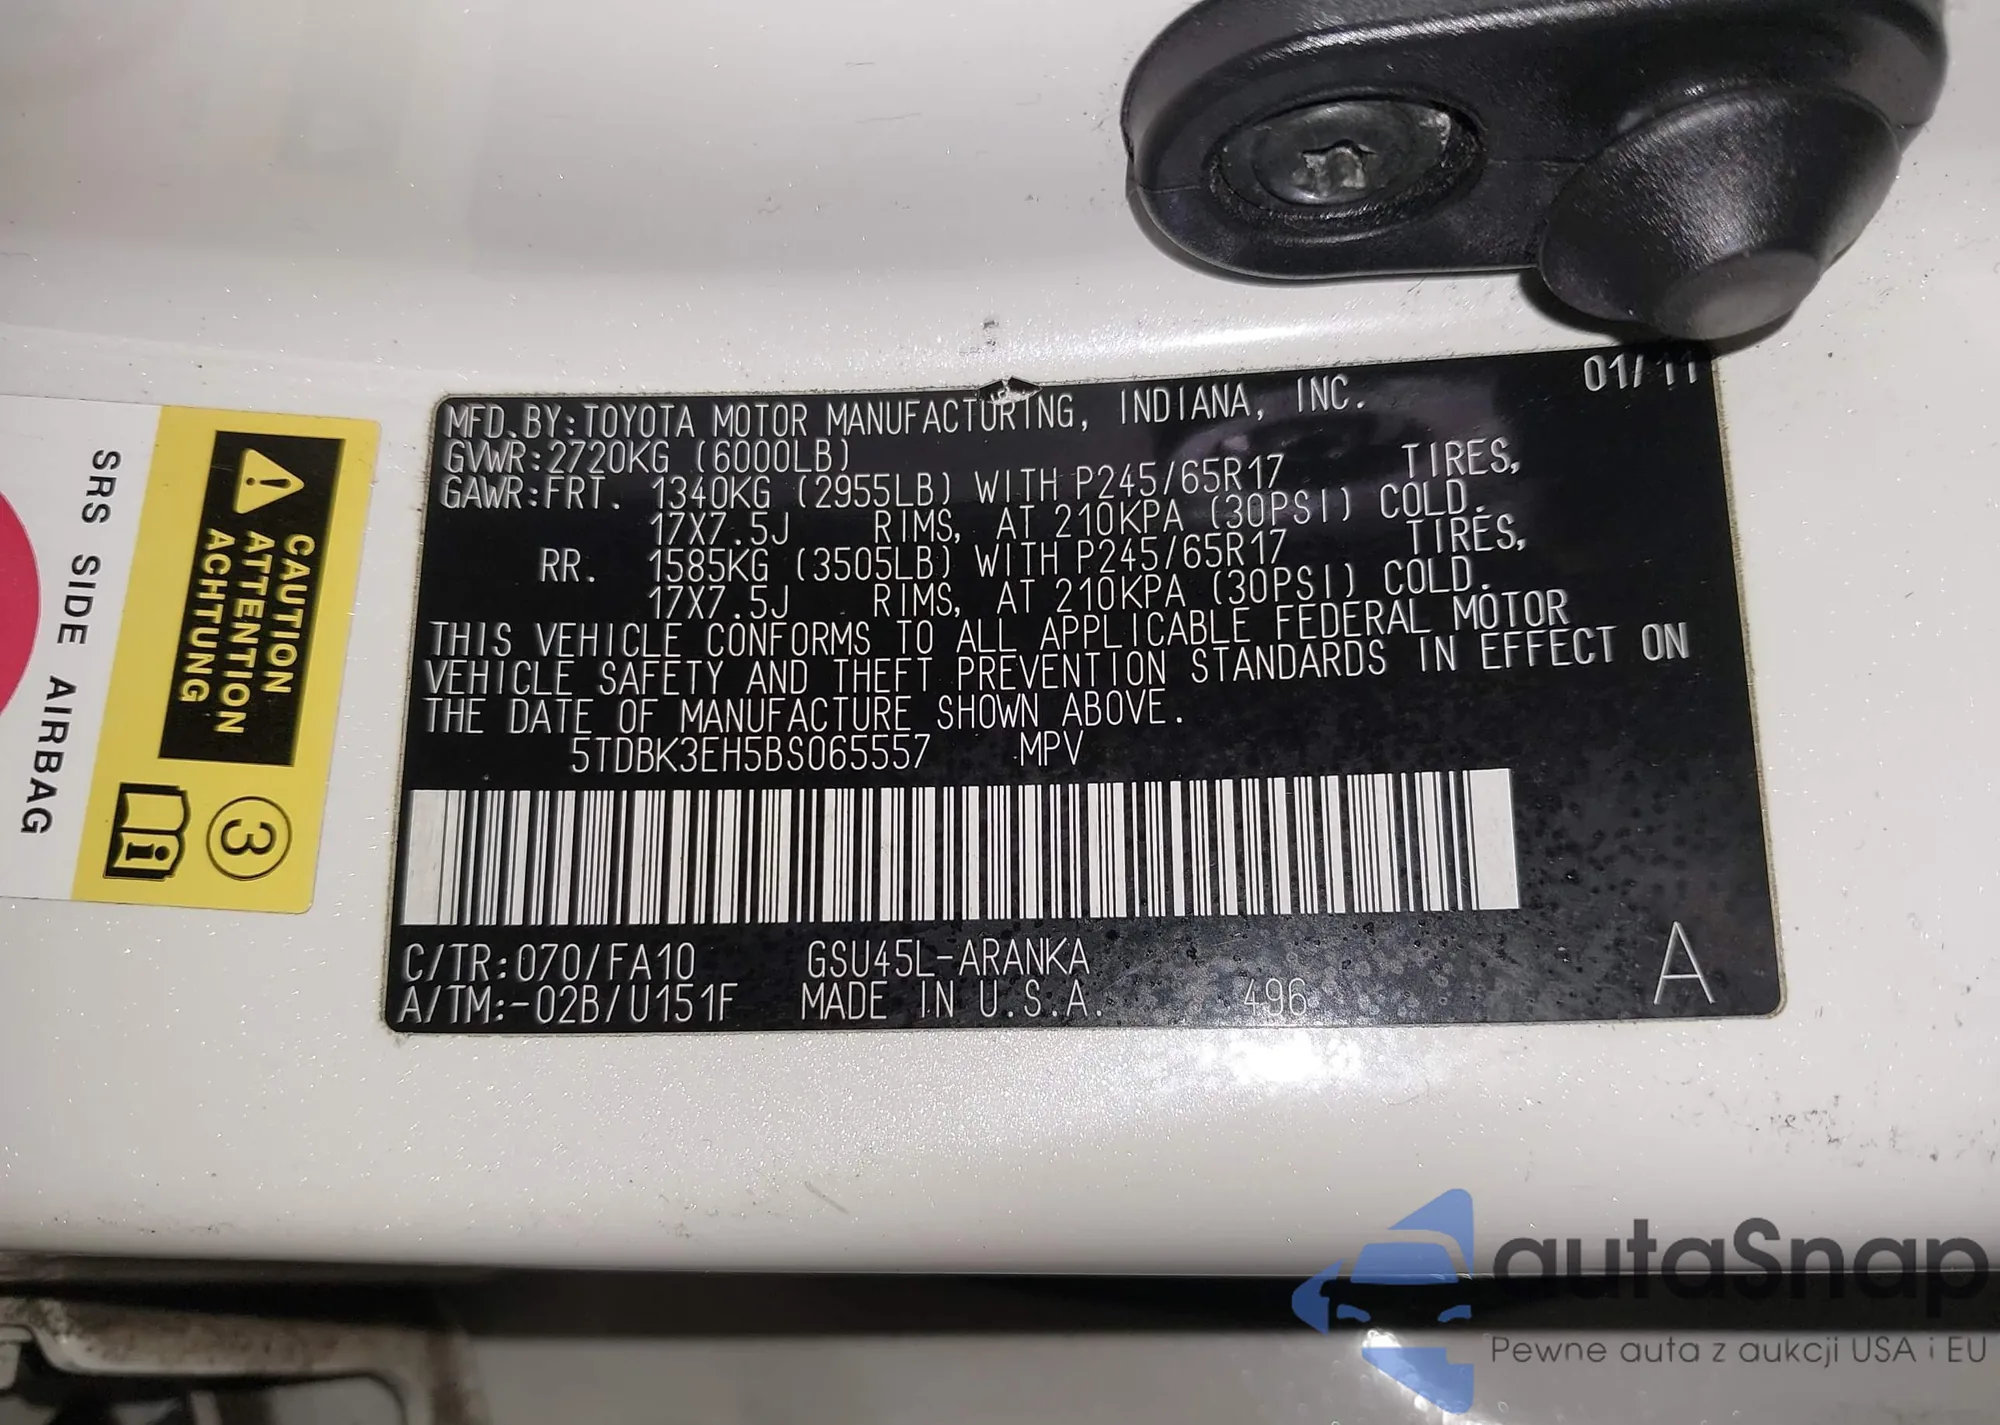 01/11
MFD.BY:TOYOTA MOTOR MANUFACTURING, INDIANA, INC.
GVWR:2720KG (6000LB)
GAWR:FRT. 1340KG (2955LB) WITH P245/65R17 TIRES,
17X7.5J RIMS, AT 210KPA (30PSI) COLD.
RR. 1585KG (3505LB) WITH P245/65R17 TIRES,
17X7.5J RIMS, AT 210KPA (30PSI) COLD.
THIS VEHICLE CONFORMS TO ALL APPLICABLE FEDERAL MOTOR
VEHICLE SAFETY AND THEFT PREVENTION STANDARDS IN EFFECT ON
THE DATE OF MANUFACTURE SHOWN ABOVE.
5TDBK3EH5BS065557 MPV
C/TR:070/FA10 GSU45L-ARANKA
A/TM:-02B/U151F MADE IN U.S.A. 496
A
SRS SIDE AIRBAG
CAUTION
ATTENTION
ACHTUNG
3
autaSnap
Pewne auta z aukcji USA i EU